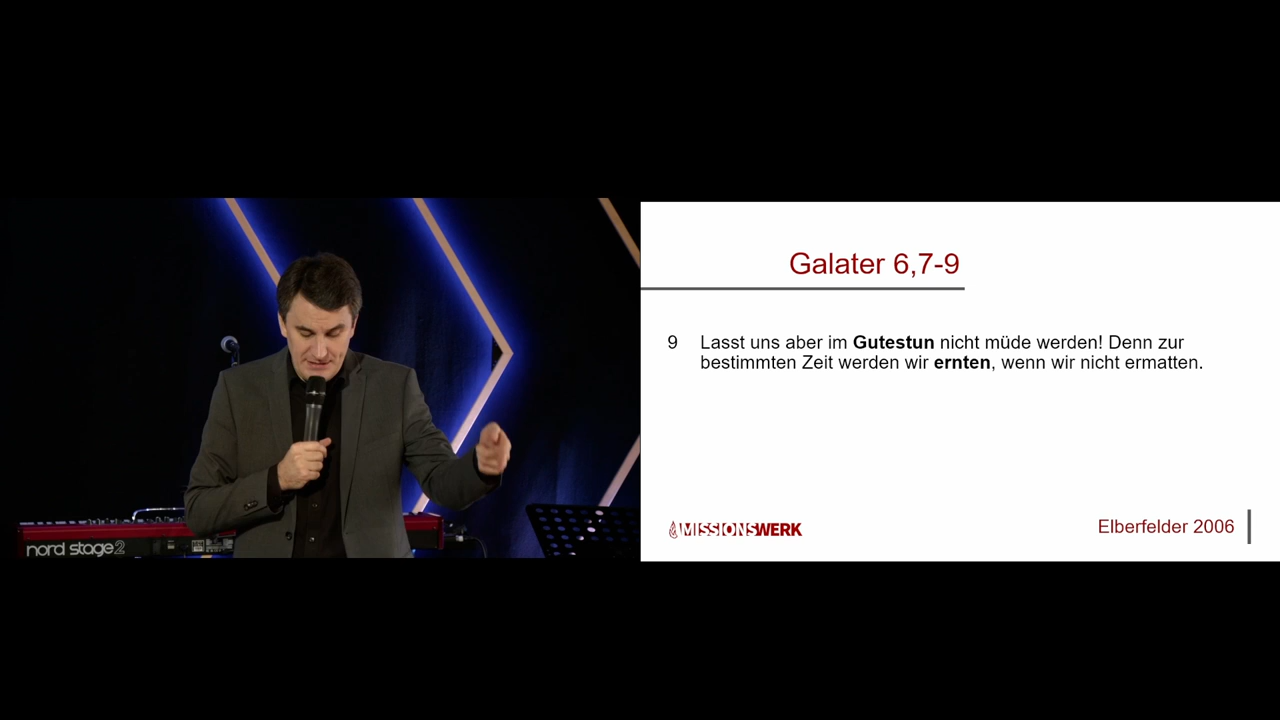 nord stage 2
Galater 6,7-9
9 Lasst uns aber im Gutestun nicht müde werden! Denn zur
bestimmten Zeit werden wir ernten, wenn wir nicht ermatten.
MISSIONSWERK
Elberfelder 2006